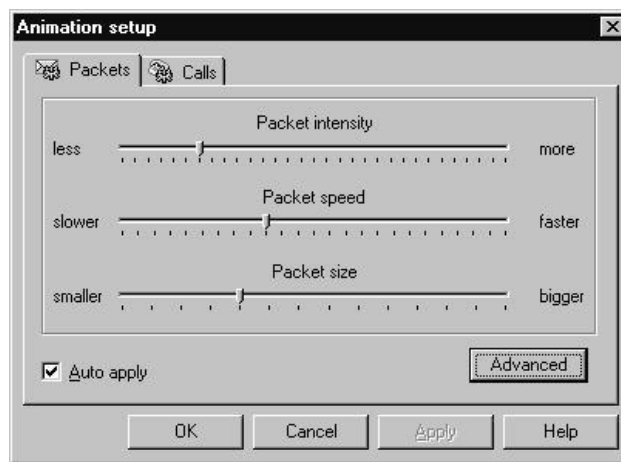 Animation setup
Packets Calls
Packet intensity
less more
Packet speed
slower faster
Packet size
smaller bigger
Auto apply Advanced
OK Cancel Apply Help